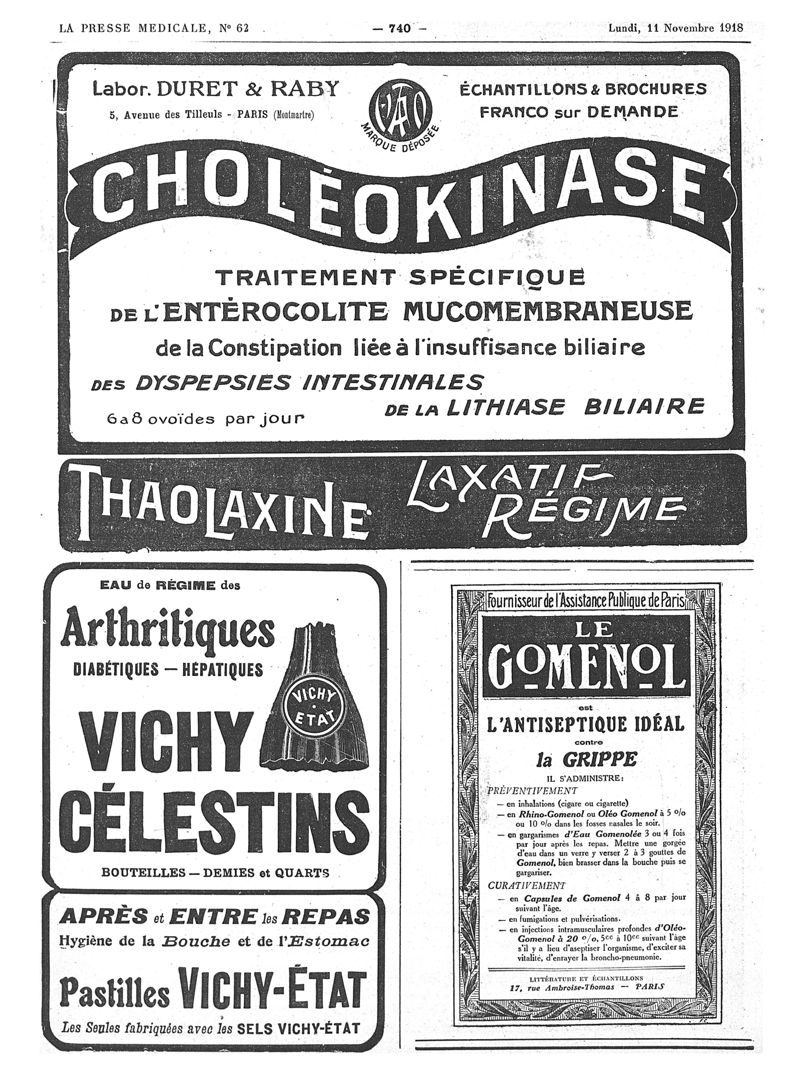 LA PRESSE MEDICALE, N° 62
— 740 —
Lundi, 11 Novembre 1918
Labor. DURET & RABY
5, Avenue des Tilleuls - PARIS (Montmartre)
MARQUE DÉPOSÉE
ÉCHANTILLONS & BROCHURES
FRANCO sur DEMANDE
CHOLÉOKINASE
TRAITEMENT SPÉCIFIQUE
DE L'ENTÉROCOLITE MUCOMEMBRANEUSE
de la Constipation liée à l'insuffisance biliaire
DES DYSPEPSIES INTESTINALES
DE LA LITHIASE BILIAIRE
6 a 8 ovoïdes par jour
THAOLAXINE
LAXATIF
RÉGIME
EAU de RÉGIME des
Arthritiques
DIABÉTIQUES — HÉPATIQUES
VICHY
ETAT
VICHY
CÉLESTINS
BOUTEILLES — DEMIES et QUARTS
APRÈS et ENTRE les REPAS
Hygiène de la Bouche et de l'Estomac
Pastilles VICHY-ÉTAT
Les Seules fabriquées avec les SELS VICHY-ÉTAT
Fournisseur de l'Assistance Publique de Paris
LE
GOMENOL
est
L'ANTISEPTIQUE IDÉAL
contre
la GRIPPE
IL S'ADMINISTRE:
PRÉVENTIVEMENT
— en inhalations (cigare ou cigarette)
— en Rhino-Gomenol ou Oléo Gomenol à 5 %
ou 10 % dans les fosses nasales le soir.
— en gargarismes d'Eau Gomenolée 3 ou 4 fois
par jour après les repas. Mettre une gorgée
d'eau dans un verre y verser 2 à 3 gouttes de
Gomenol, bien brasser dans la bouche puis se
gargariser.
CURATIVEMENT
— en Capsules de Gomenol 4 à 8 par jour
suivant l'âge.
— en fumigations et pulvérisations.
— en injections intramusculaires profondes d'Oléo-
Gomenol à 20 %, 5cc à 10cc suivant l'âge
s'il y a lieu d'aseptiser l'organisme, d'exciter sa
vitalité, d'enrayer la broncho-pneumonie.
LITTÉRATURE ET ÉCHANTILLONS
17, rue Ambroise-Thomas — PARIS